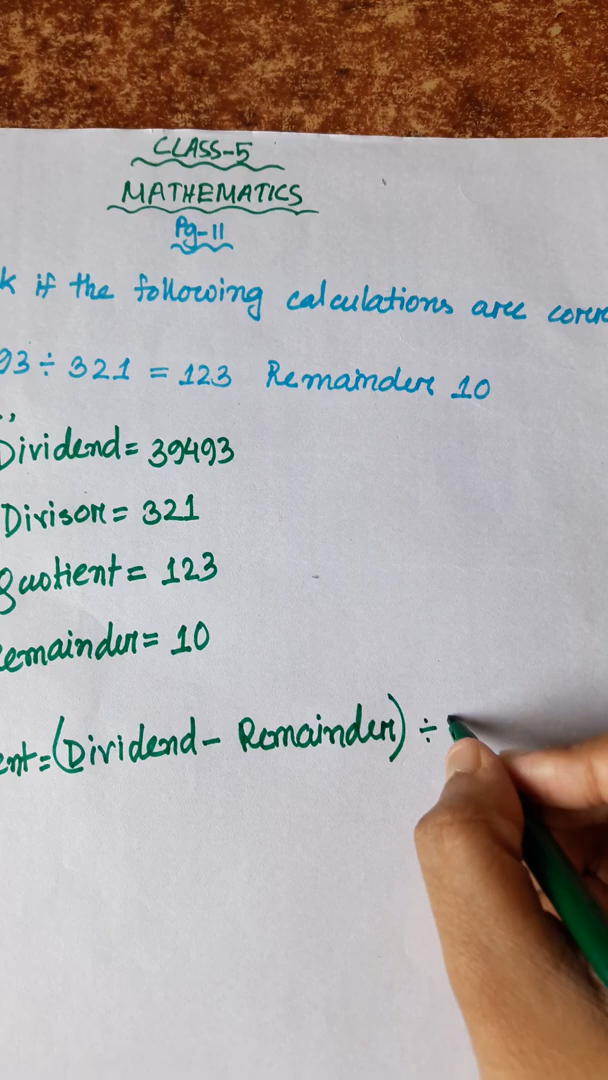 CLASS-5
MATHEMATICS
Pg-11
k if the following calculations are corre
93 ÷ 321 = 123 Remainder 10
Dividend = 39493
Divisor = 321
Quotient = 123
Remainder = 10
ent = (Dividend - Remainder) ÷